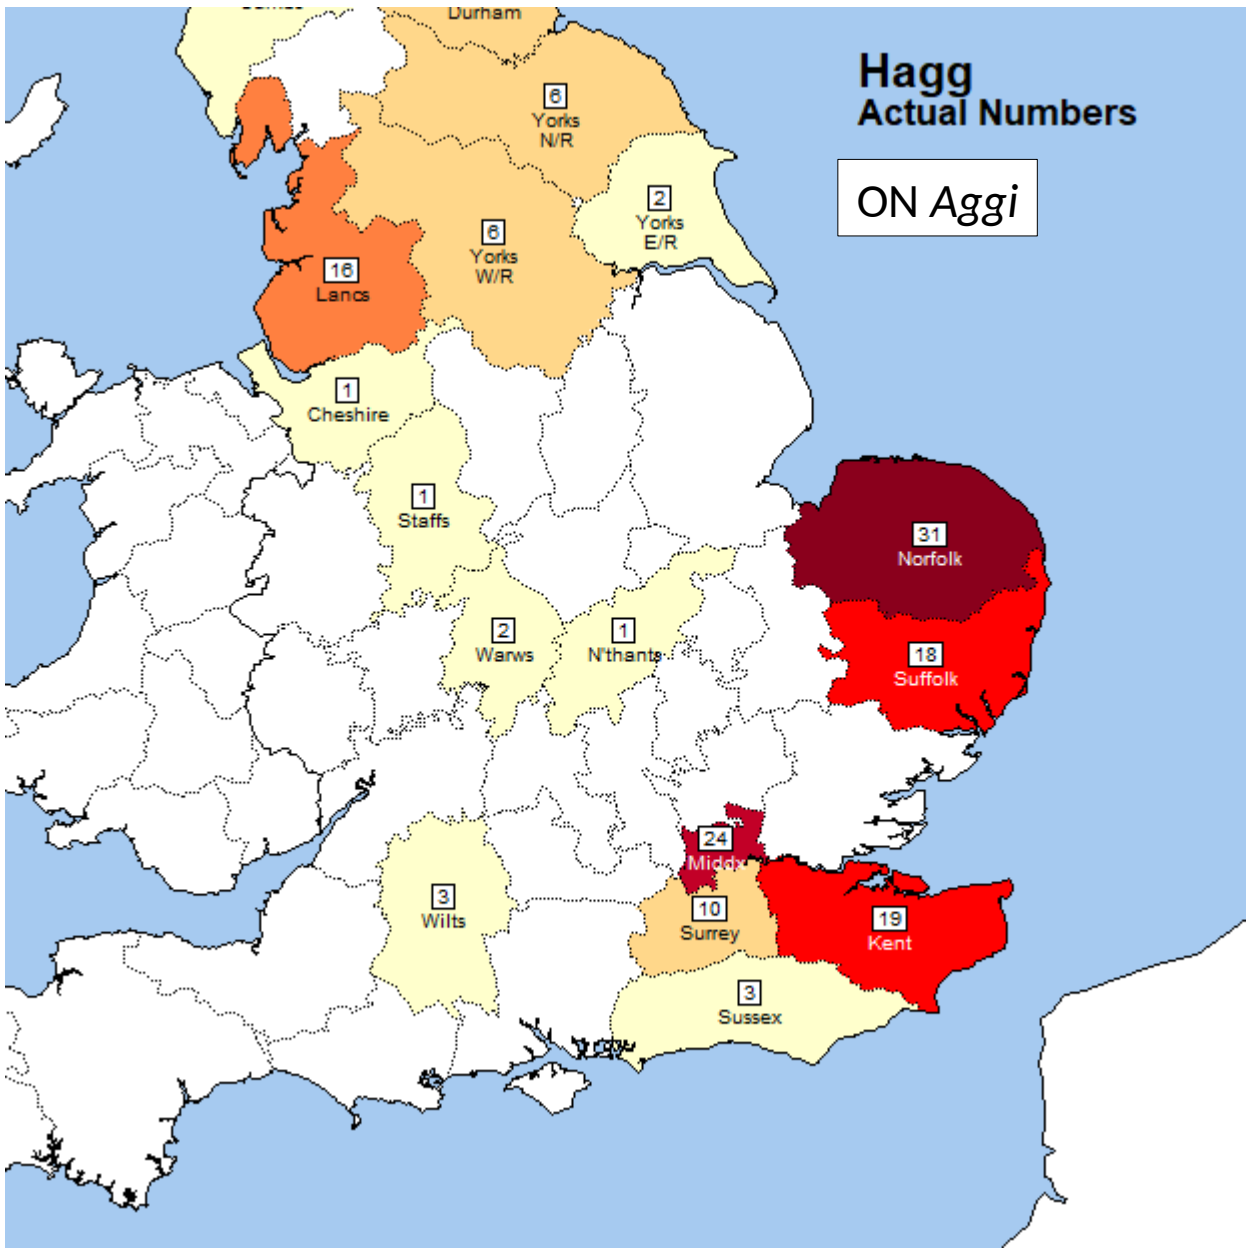 Durham
Hagg
Actual Numbers
ON Aggi
6
Yorks
N/R
2
Yorks
E/R
6
Yorks
W/R
16
Lancs
1
Cheshire
1
Staffs
31
Norfolk
2
Warws
1
N'thants
18
Suffolk
24
Middx
3
Wilts
10
Surrey
19
Kent
3
Sussex